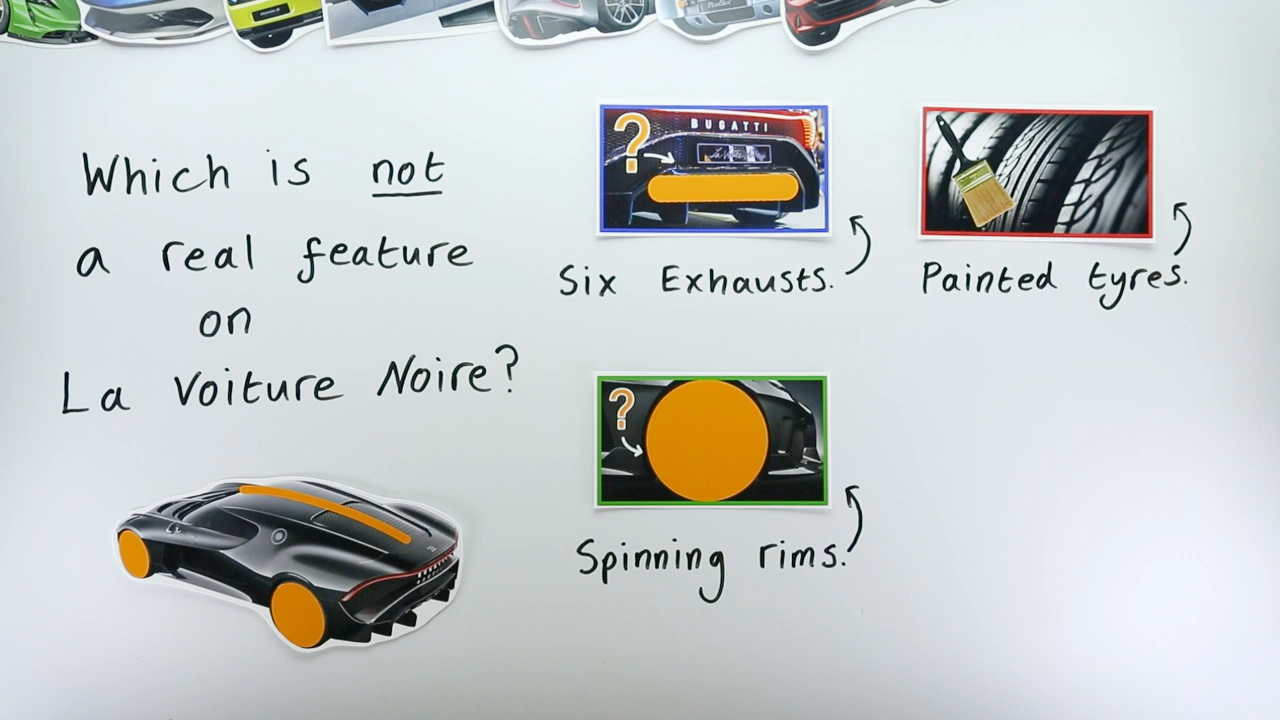 Which is not
a real feature
on
La Voiture Noire?
?
BUGATTI
Six Exhausts.
Painted tyres.
?
Spinning rims.